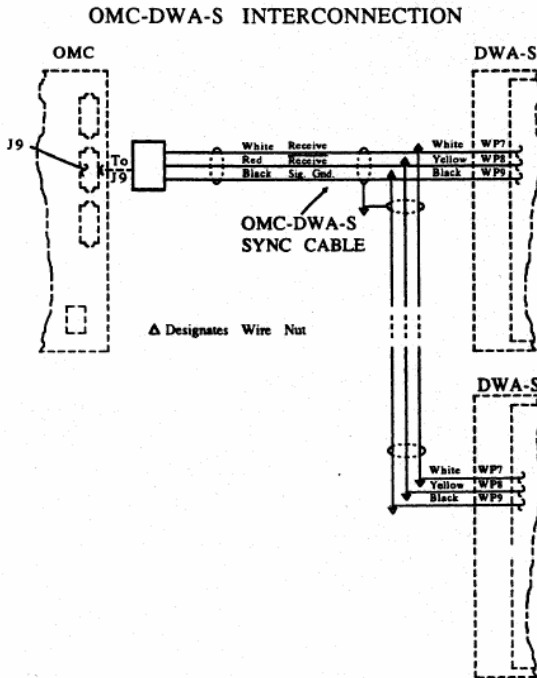 OMC-DWA-S INTERCONNECTION
OMC
DWA-S
J9
To
J9
White Receive White WP7
Red Receive Yellow WP8
Black Sig. Gnd. Black WP9
OMC-DWA-S
SYNC CABLE
Δ Designates Wire Nut
DWA-S
White WP7
Yellow WP8
Black WP9